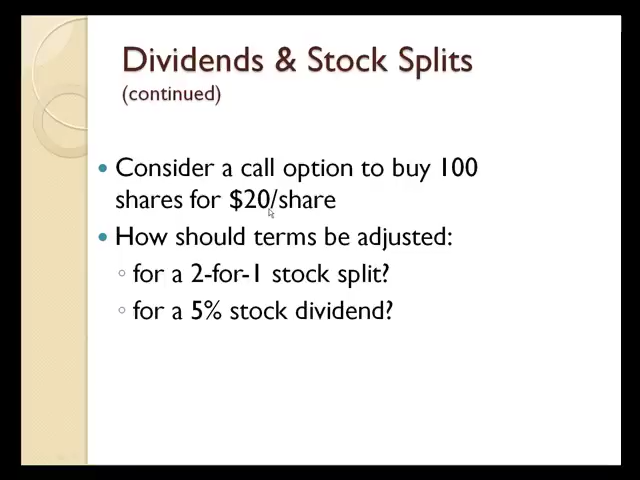 Dividends & Stock Splits
(continued)
• Consider a call option to buy 100
shares for $20/share
• How should terms be adjusted:
◦ for a 2-for-1 stock split?
◦ for a 5% stock dividend?